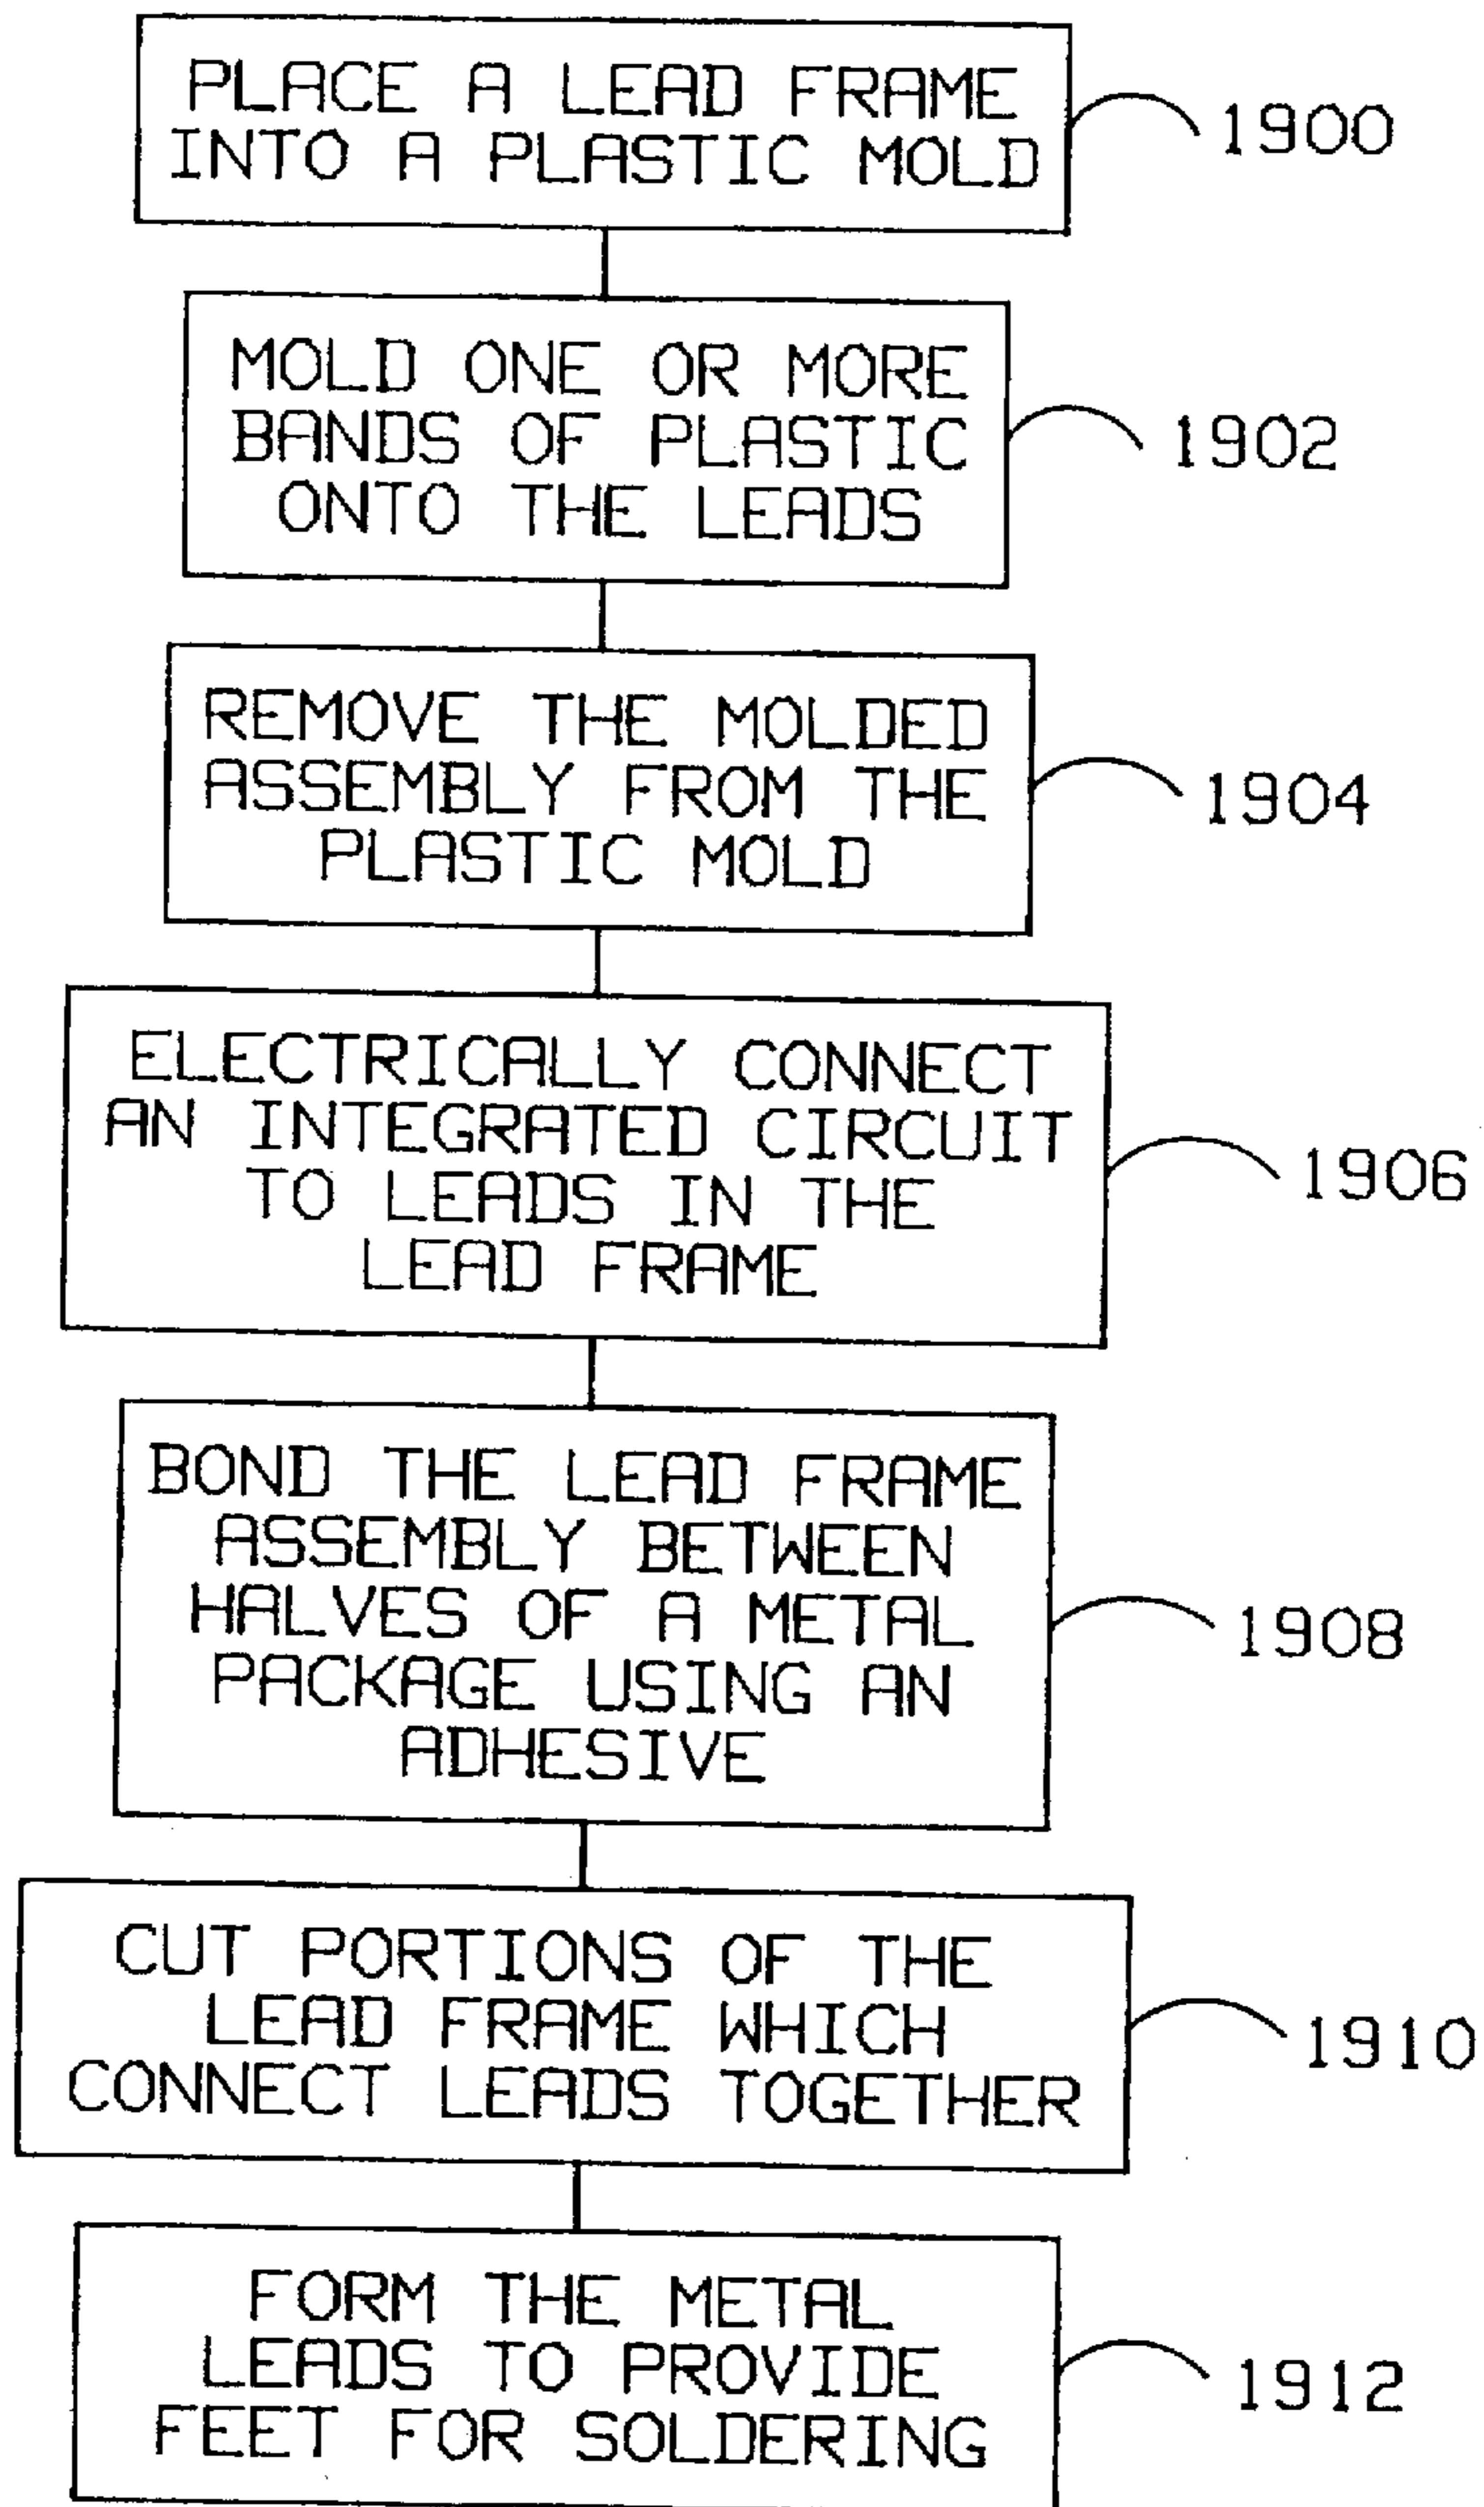 PLACE A LEAD FRAME
INTO A PLASTIC MOLD
1900
MOLD ONE OR MORE
BANDS OF PLASTIC
ONTO THE LEADS
1902
REMOVE THE MOLDED
ASSEMBLY FROM THE
PLASTIC MOLD
1904
ELECTRICALLY CONNECT
AN INTEGRATED CIRCUIT
TO LEADS IN THE
LEAD FRAME
1906
BOND THE LEAD FRAME
ASSEMBLY BETWEEN
HALVES OF A METAL
PACKAGE USING AN
ADHESIVE
1908
CUT PORTIONS OF THE
LEAD FRAME WHICH
CONNECT LEADS TOGETHER
1910
FORM THE METAL
LEADS TO PROVIDE
FEET FOR SOLDERING
1912